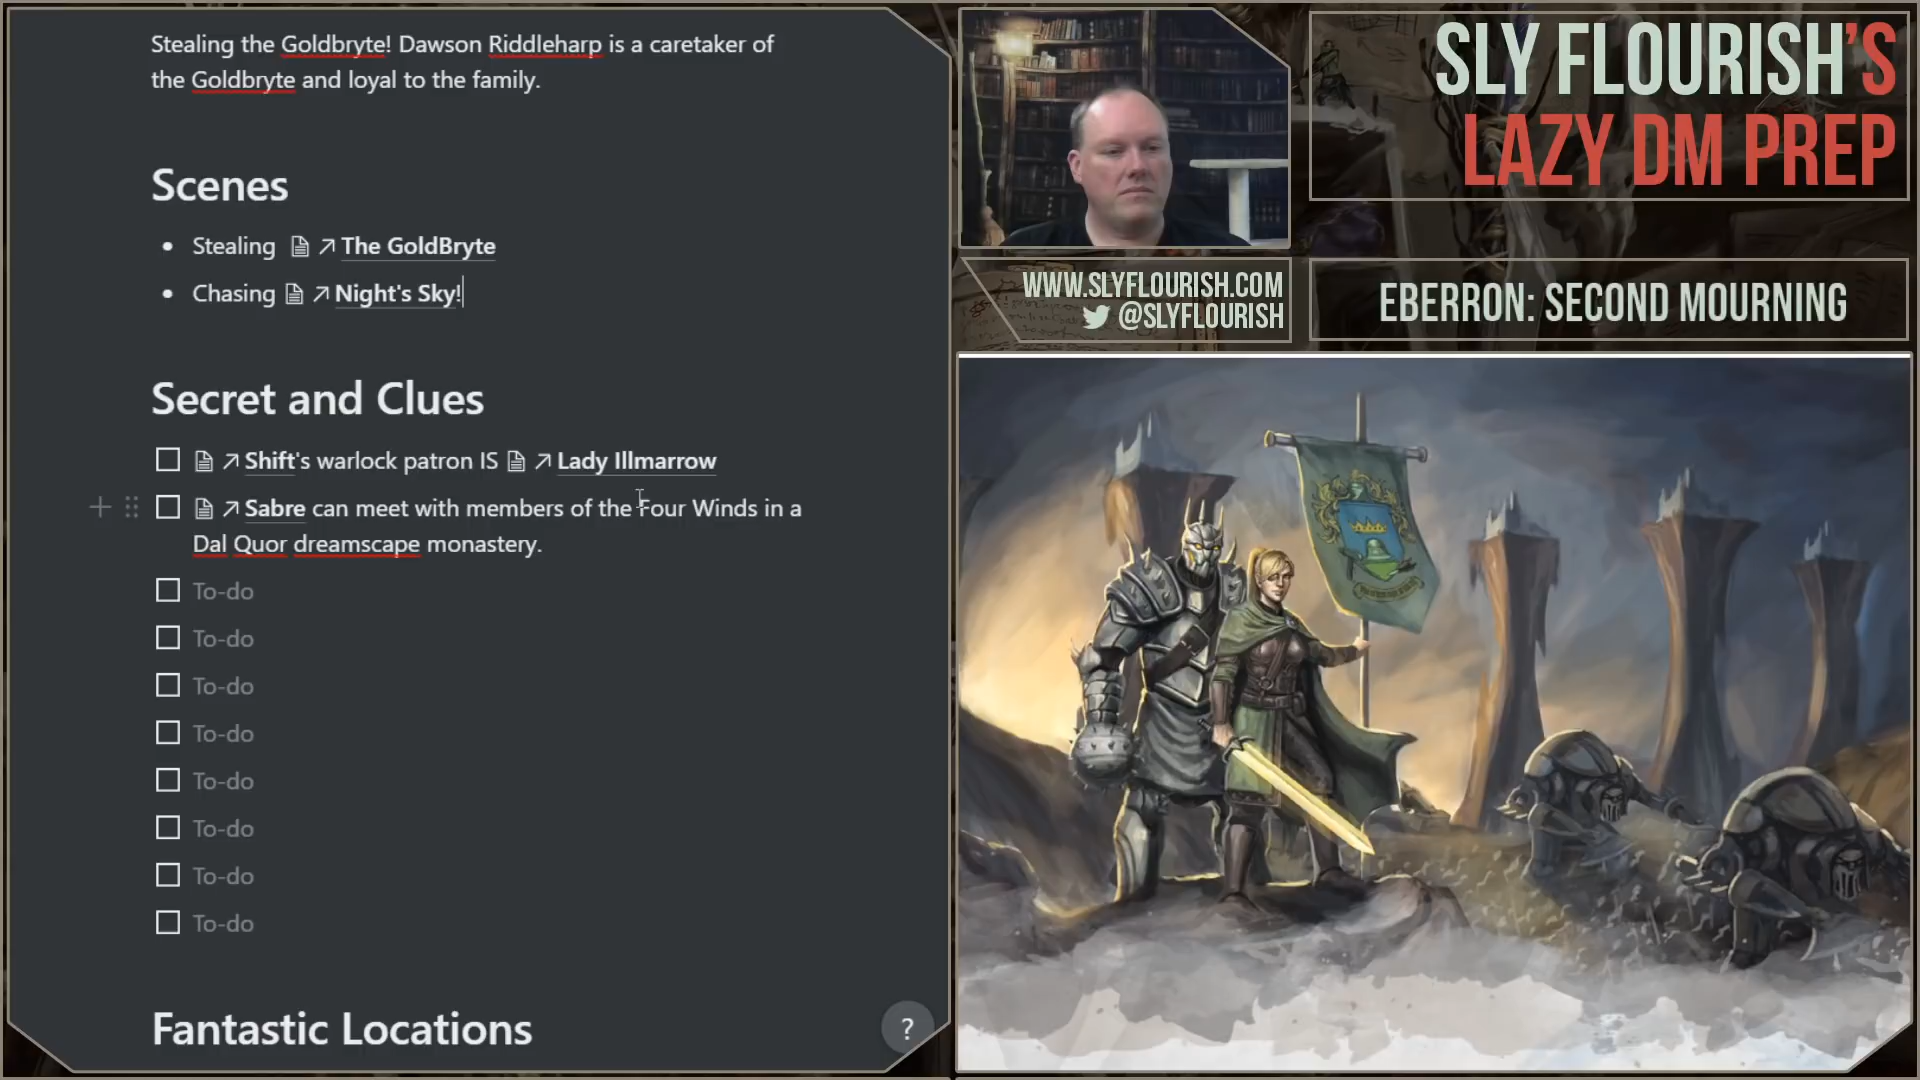 Stealing the Goldbryte! Dawson Riddleharp is a caretaker of
the Goldbryte and loyal to the family.
Scenes
Stealing The GoldBryte
Chasing Night's Sky!
Secret and Clues
Shift's warlock patron IS Lady Illmarrow
Sabre can meet with members of the Four Winds in a
Dal Quor dreamscape monastery.
To-do
To-do
To-do
To-do
To-do
To-do
To-do
To-do
Fantastic Locations
?
SLY FLOURISH'S
LAZY DM PREP
WWW.SLYFLOURISH.COM
@SLYFLOURISH
EBERRON: SECOND MOURNING